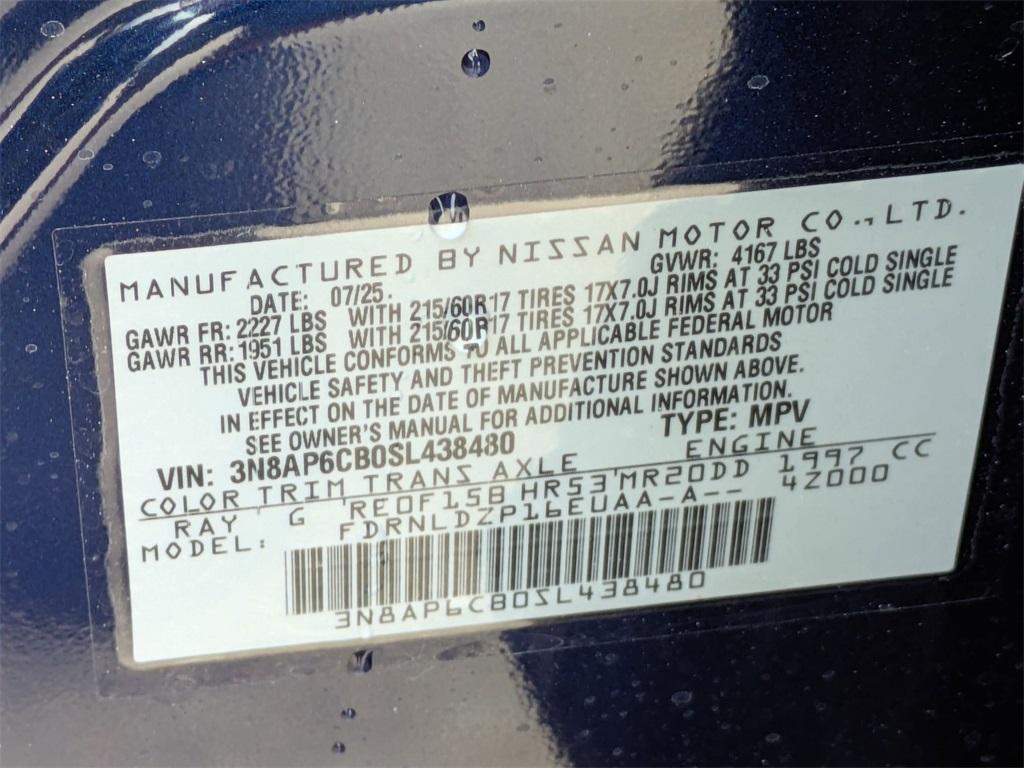 MANUFACTURED BY NISSAN MOTOR CO., LTD.
DATE: 07/25. GVWR: 4167 LBS
GAWR FR: 2227 LBS WITH 215/60R17 TIRES 17X7.0J RIMS AT 33 PSI COLD SINGLE
GAWR RR: 1951 LBS WITH 215/60R17 TIRES 17X7.0J RIMS AT 33 PSI COLD SINGLE
THIS VEHICLE CONFORMS TO ALL APPLICABLE FEDERAL MOTOR
VEHICLE SAFETY AND THEFT PREVENTION STANDARDS
IN EFFECT ON THE DATE OF MANUFACTURE SHOWN ABOVE.
SEE OWNER'S MANUAL FOR ADDITIONAL INFORMATION.
VIN: 3N8AP6CB0SL438480 TYPE: MPV
COLOR TRIM TRANS AXLE ENGINE
RAY G RE0F15B HR53 MR20DD 1997 CC
MODEL: FDRNLDZP16EUAA-A-- 4Z000
3N8AP6CB0SL438480